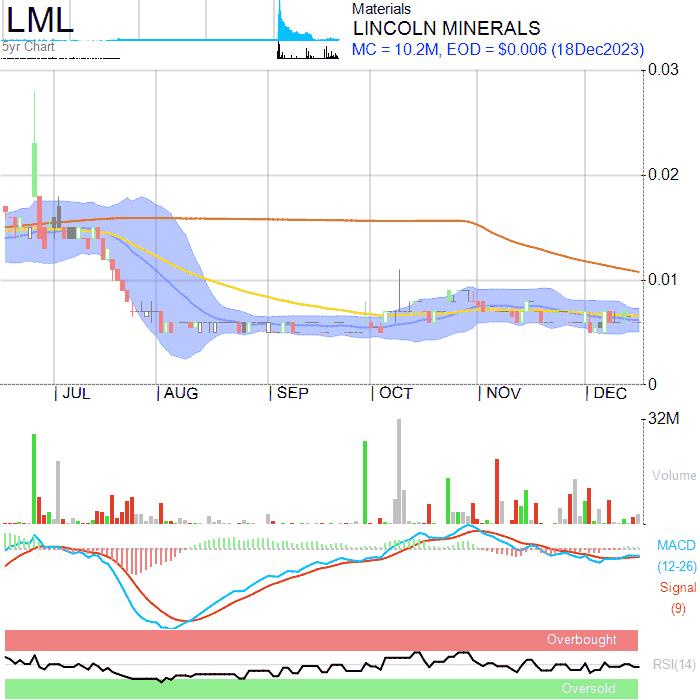 LML
5yr Chart
Materials
LINCOLN MINERALS
MC = 10.2M, EOD = $0.006 (18Dec2023)
0.03
0.02
0.01
0
JUL AUG SEP OCT NOV DEC
32M
Volume
MACD
(12-26)
Signal
(9)
Overbought
RSI(14)
Oversold